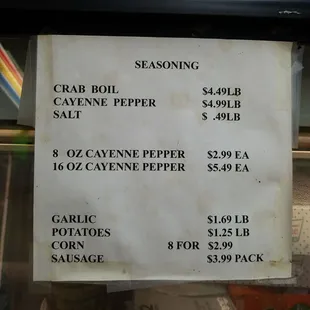 SEASONING
CRAB BOIL $4.49LB
CAYENNE PEPPER $4.99LB
SALT $ .49LB
8 OZ CAYENNE PEPPER $2.99 EA
16 OZ CAYENNE PEPPER $5.49 EA
GARLIC $1.69 LB
POTATOES $1.25 LB
CORN 8 FOR $2.99
SAUSAGE $3.99 PACK